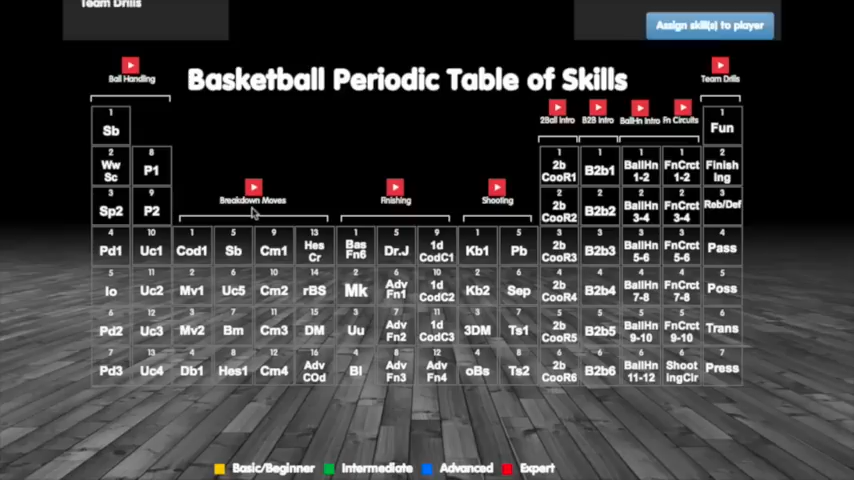 Team Drills
Assign skill(s) to player
Basketball Periodic Table of Skills
Ball Handling
Team Drills
2Ball Intro
B2B Intro
BallHn Intro
Fn Circuits
Breakdown Moves
Finishing
Shooting
1 Sb
1 2b CooR1
1 B2b1
1 BallHn 1-2
1 FnCrct 1-2
1 Fun
2 Ww Sc
8 P1
2 2b CooR2
2 B2b2
2 BallHn 3-4
2 FnCrct 3-4
2 Finish ing
3 Sp2
9 P2
3 2b CooR3
3 B2b3
3 BallHn 5-6
3 FnCrct 5-6
3 Reb/Def
4 Pd1
10 Uc1
1 Cod1
5 Sb
9 Cm1
13 Hes Cr
1 Bas Fn6
5 Dr.J
9 1d CodC1
1 Kb1
5 Pb
4 Pass
5 Io
11 Uc2
2 Mv1
6 Uc5
10 Cm2
14 rBS
2 Mk
6 Adv Fn1
10 1d CodC2
2 Kb2
6 Sep
4 2b CooR4
4 B2b4
4 BallHn 7-8
4 FnCrct 7-8
5 Poss
6 Pd2
12 Uc3
3 Mv2
7 Bm
11 Cm3
15 DM
3 Uu
7 Adv Fn2
11 1d CodC3
3 3DM
7 Ts1
5 2b CooR5
5 B2b5
5 BallHn 9-10
5 FnCrct 9-10
6 Trans
7 Pd3
13 Uc4
4 Db1
8 Hes1
12 Cm4
16 Adv COd
4 Bl
8 Adv Fn3
12 Adv Fn4
4 oBs
8 Ts2
6 2b CooR6
6 B2b6
6 BallHn 11-12
6 Shoot ingCir
7 Press
Basic/Beginner
Intermediate
Advanced
Expert